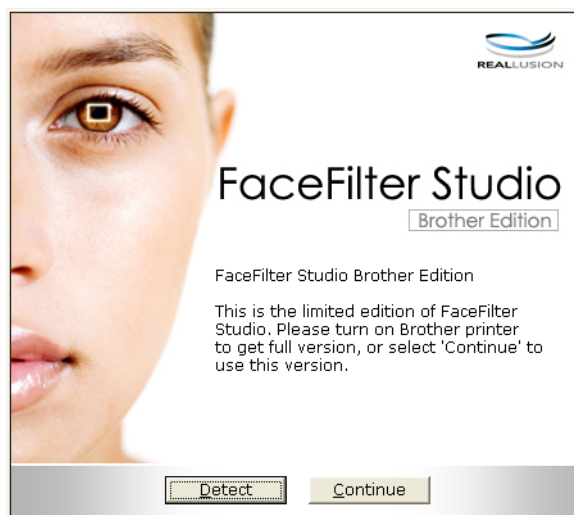 REALLUSION
FaceFilter Studio
Brother Edition
FaceFilter Studio Brother Edition
This is the limited edition of FaceFilter
Studio. Please turn on Brother printer
to get full version, or select 'Continue' to
use this version.
Detect
Continue